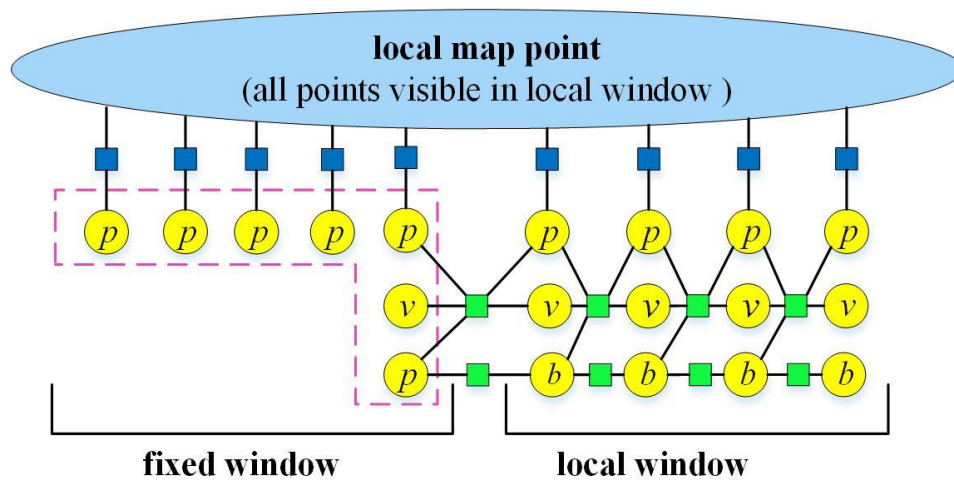 local map point
(all points visible in local window )
p p p p p p p p p
v v v v v
p b b b b
fixed window local window